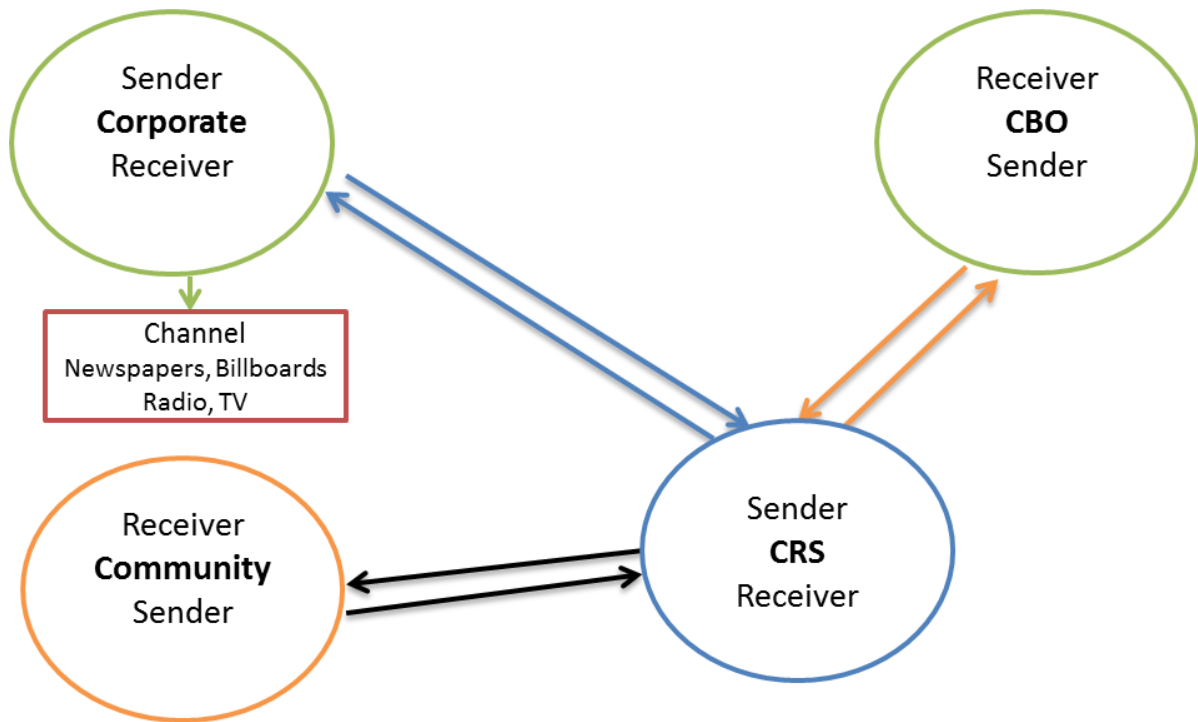 Sender
Corporate
Receiver
Receiver
CBO
Sender
Channel
Newspapers, Billboards
Radio, TV
Receiver
Community
Sender
Sender
CRS
Receiver